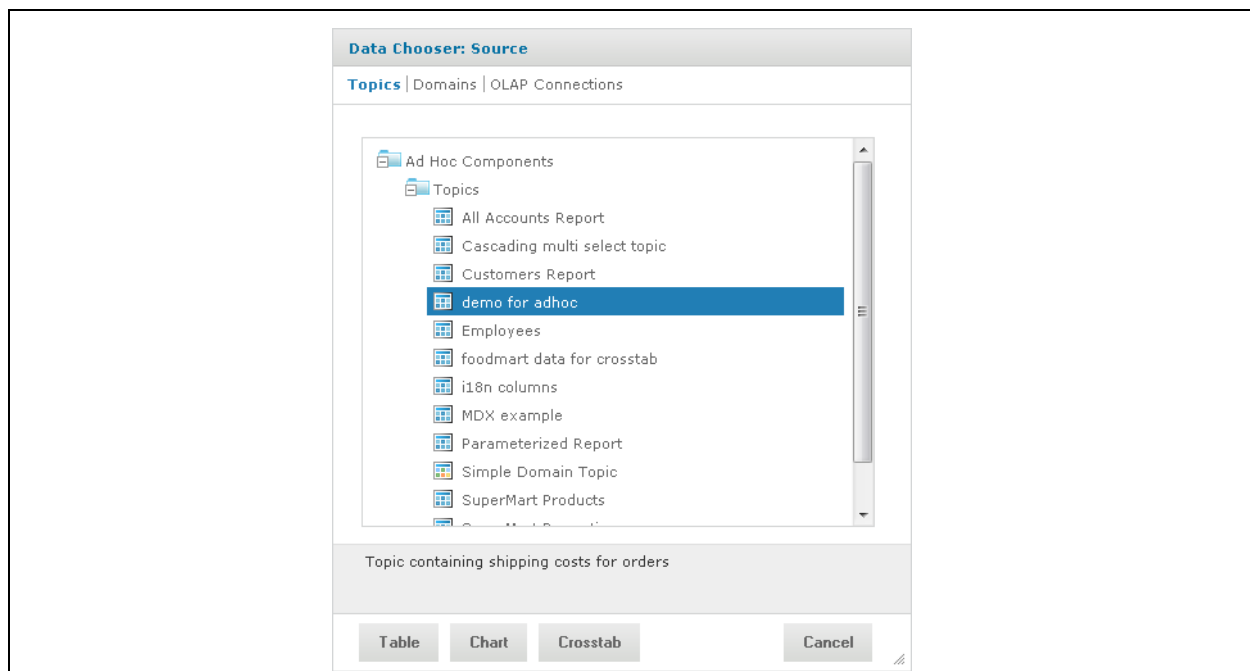 Data Chooser: Source
Topics | Domains | OLAP Connections
Ad Hoc Components
Topics
All Accounts Report
Cascading multi select topic
Customers Report
demo for adhoc
Employees
foodmart data for crosstab
i18n columns
MDX example
Parameterized Report
Simple Domain Topic
SuperMart Products
Topic containing shipping costs for orders
Table Chart Crosstab Cancel